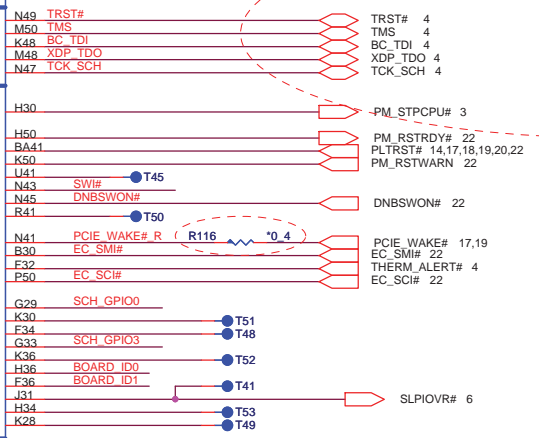 N49 TRST# TRST# 4
M50 TMS TMS 4
K48 BC_TDI BC_TDI 4
M48 XDP_TDO XDP_TDO 4
N47 TCK_SCH TCK_SCH 4
H30 PM_STPCPU# 3
H50 PM_RSTRDY# 22
BA41 PLTRST# 14,17,18,19,20,22
K50 PM_RSTWARN 22
U41 T45
N43 SWI#
N45 DNBSWON# DNBSWON# 22
R41 T50
N41 PCIE_WAKE#_R R116 *0_4 PCIE_WAKE# 17,19
B30 EC_SMI# EC_SMI# 22
F32 THERM_ALERT# 4
P50 EC_SCI# EC_SCI# 22
G29 SCH_GPIO0
K30 T51
F34 T48
G33 SCH_GPIO3
K36 T52
H36 BOARD_ID0
F36 BOARD_ID1 T41
J31 SLPIOVR# 6
H34 T53
K28 T49